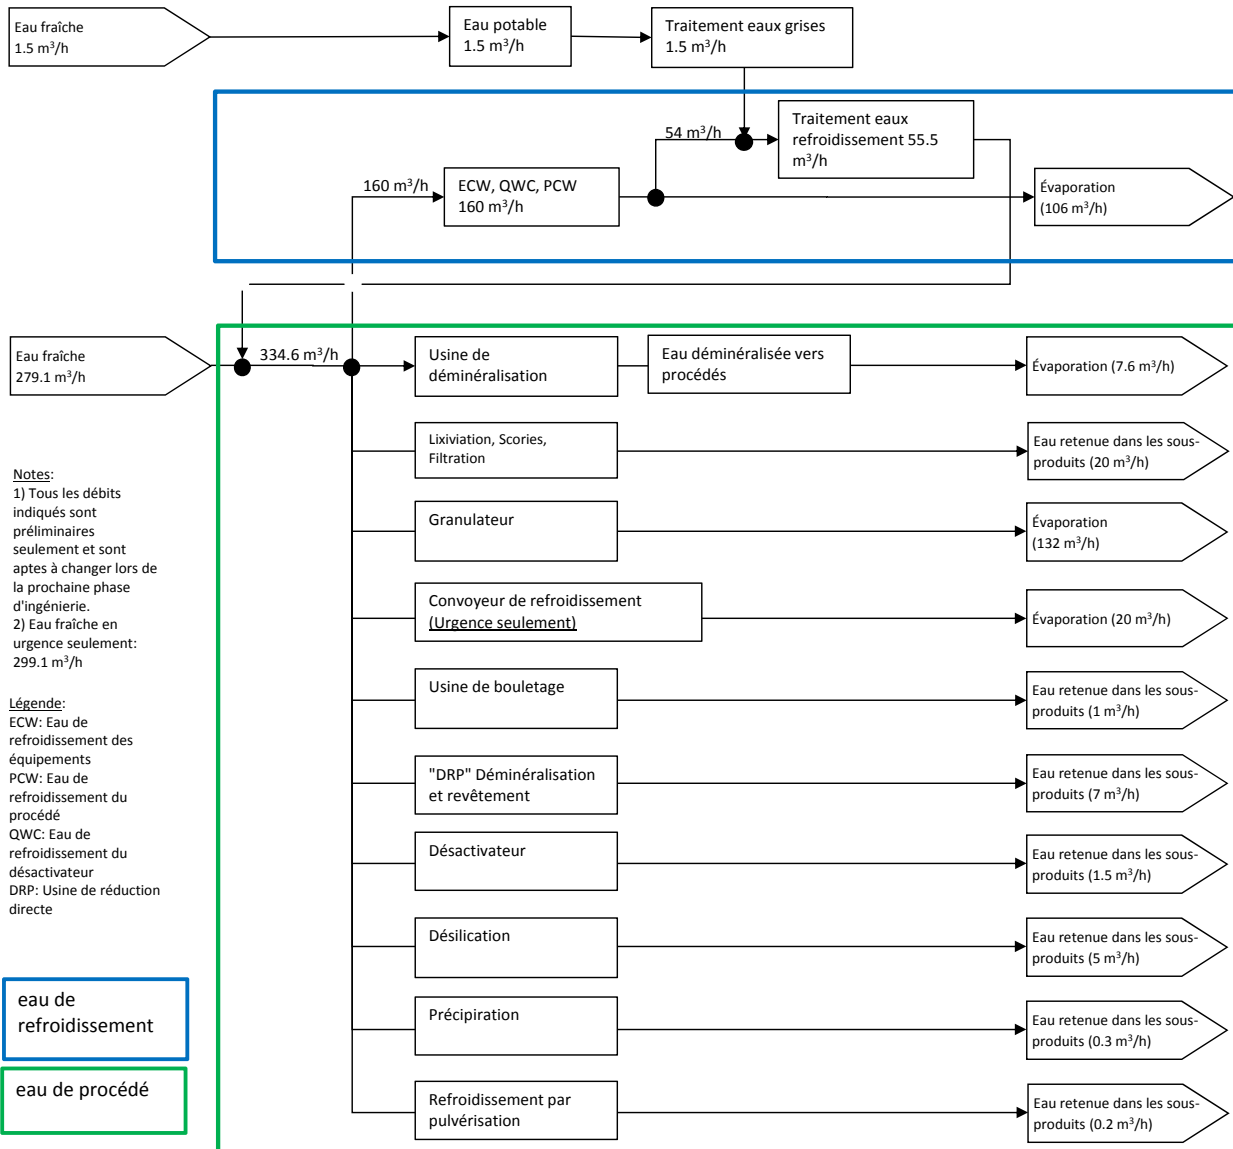 Eau fraîche
1.5 m³/h
Eau potable
1.5 m³/h
Traitement eaux grises
1.5 m³/h
54 m³/h
Traitement eaux
refroidissement 55.5
m³/h
160 m³/h
ECW, QWC, PCW
160 m³/h
Évaporation
(106 m³/h)
Eau fraîche
279.1 m³/h
334.6 m³/h
Usine de
déminéralisation
Eau déminéralisée vers
procédés
Évaporation (7.6 m³/h)
Lixiviation, Scories,
Filtration
Eau retenue dans les sous-
produits (20 m³/h)
Granulateur
Évaporation
(132 m³/h)
Convoyeur de refroidissement
(Urgence seulement)
Évaporation (20 m³/h)
Usine de bouletage
Eau retenue dans les sous-
produits (1 m³/h)
"DRP" Déminéralisation
et revêtement
Eau retenue dans les sous-
produits (7 m³/h)
Désactivateur
Eau retenue dans les sous-
produits (1.5 m³/h)
Désilication
Eau retenue dans les sous-
produits (5 m³/h)
Précipiration
Eau retenue dans les sous-
produits (0.3 m³/h)
Refroidissement par
pulvérisation
Eau retenue dans les sous-
produits (0.2 m³/h)
Notes:
1) Tous les débits
indiqués sont
préliminaires
seulement et sont
aptes à changer lors de
la prochaine phase
d'ingénierie.
2) Eau fraîche en
urgence seulement:
299.1 m³/h
Légende:
ECW: Eau de
refroidissement des
équipements
PCW: Eau de
refroidissement du
procédé
QWC: Eau de
refroidissement du
désactivateur
DRP: Usine de réduction
directe
eau de
refroidissement
eau de procédé